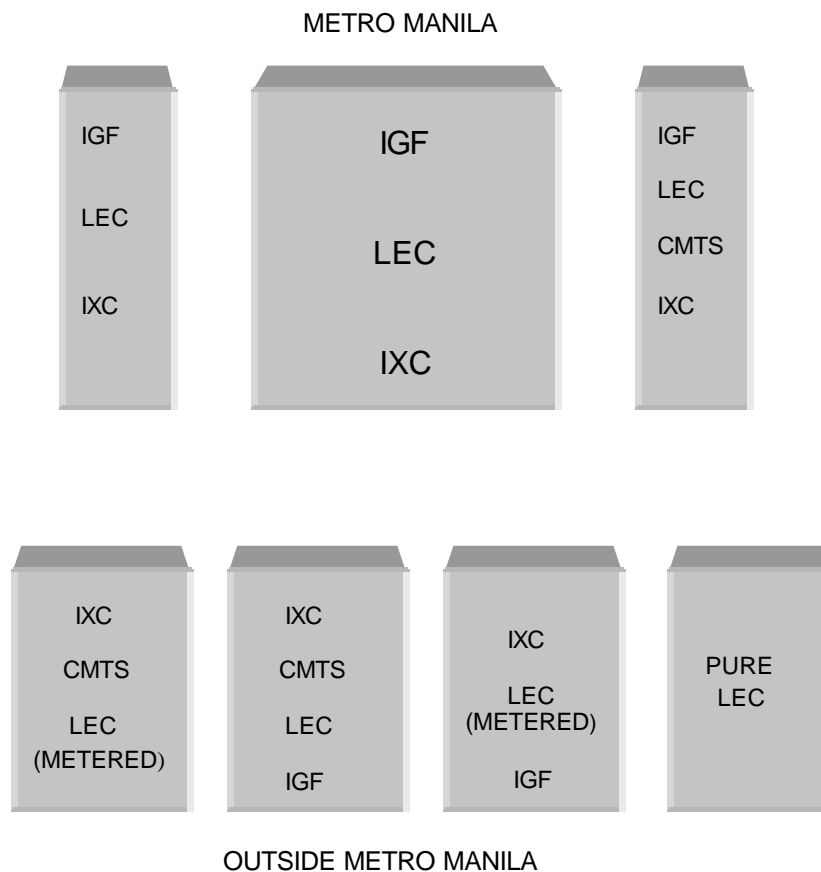 METRO MANILA
IGF
LEC
IXC
IGF
LEC
IXC
IGF
LEC
CMTS
IXC
IXC
CMTS
LEC
(METERED)
IXC
CMTS
LEC
IGF
IXC
LEC
(METERED)
IGF
PURE
LEC
OUTSIDE METRO MANILA